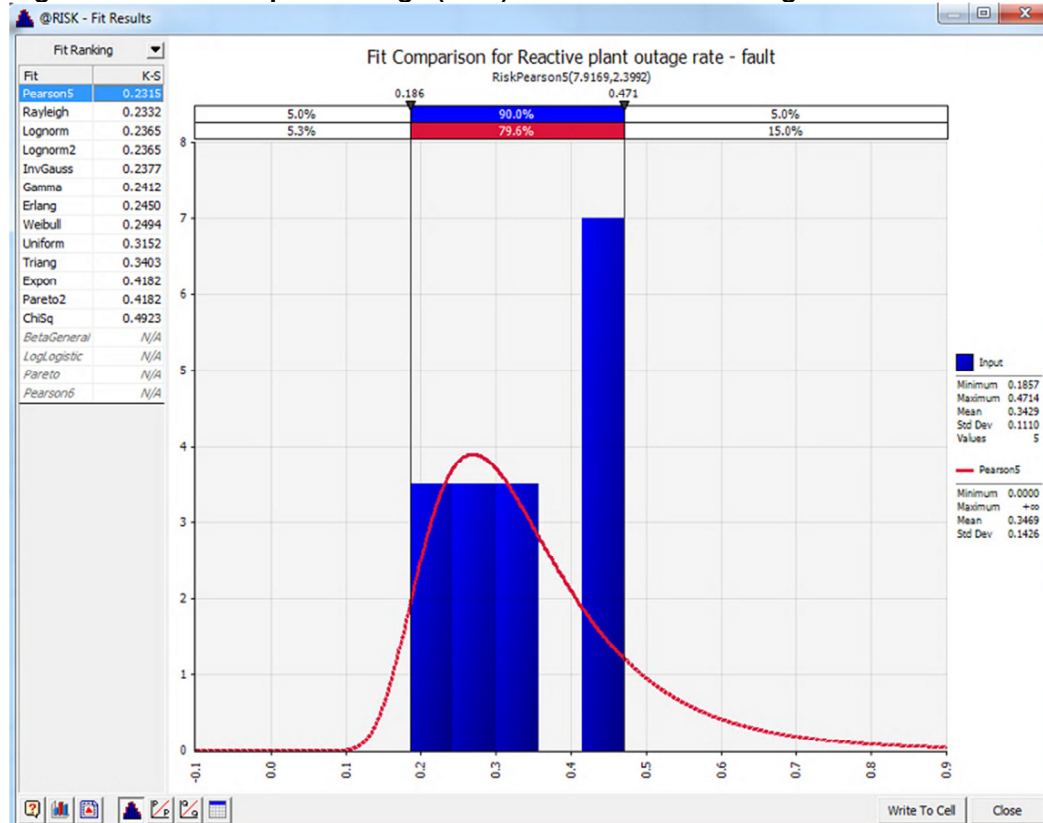 @RISK - Fit Results
Fit Ranking
Fit K-S
Pearson5 0.2315
Rayleigh 0.2332
Lognorm 0.2365
Lognorm2 0.2365
InvGauss 0.2377
Gamma 0.2412
Erlang 0.2450
Weibull 0.2494
Uniform 0.3152
Triang 0.3403
Expon 0.4182
Pareto2 0.4182
ChiSq 0.4923
BetaGeneral N/A
LogLogistic N/A
Pareto N/A
Pearson6 N/A
Fit Comparison for Reactive plant outage rate - fault
RiskPearson5(7.9169,2.3992)
0.186 0.471
5.0% 90.0% 5.0%
5.3% 79.6% 15.0%
8
7
6
5
4
3
2
1
0
-0.1 0.0 0.1 0.2 0.3 0.4 0.5 0.6 0.7 0.8 0.9
Input
Minimum 0.1857
Maximum 0.4714
Mean 0.3429
Std Dev 0.1110
Values 5
Pearson5
Minimum 0.0000
Maximum +∞
Mean 0.3469
Std Dev 0.1426
Write To Cell Close